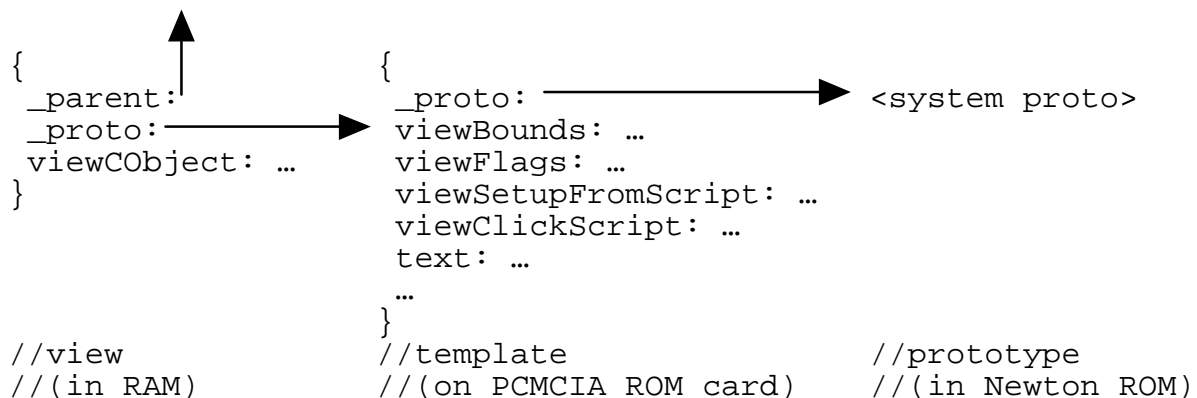 { {
_parent: _proto: <system proto>
_proto: viewBounds: …
viewCObject: … viewFlags: …
} viewSetupFromScript: …
viewClickScript: …
text: …
…
}
//view //template //prototype
//(in RAM) //(on PCMCIA ROM card) //(in Newton ROM)